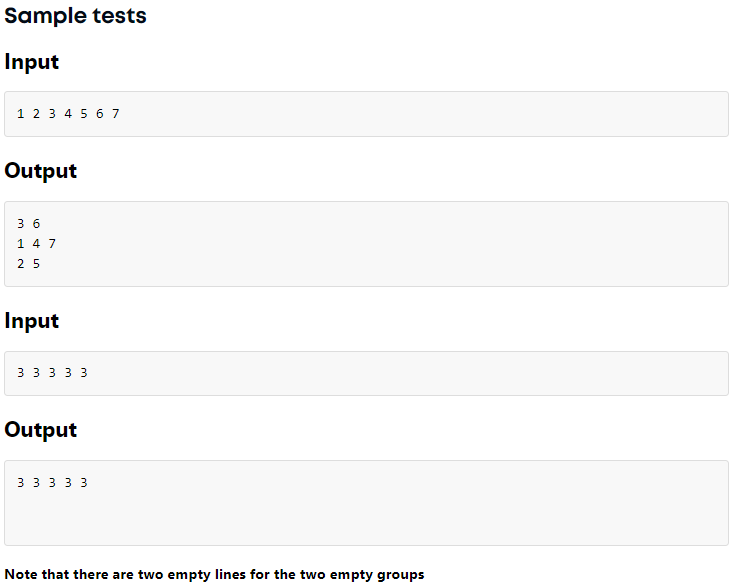 Sample tests
Input
1 2 3 4 5 6 7
Output
3 6
1 4 7
2 5
Input
3 3 3 3 3
Output
3 3 3 3 3
Note that there are two empty lines for the two empty groups